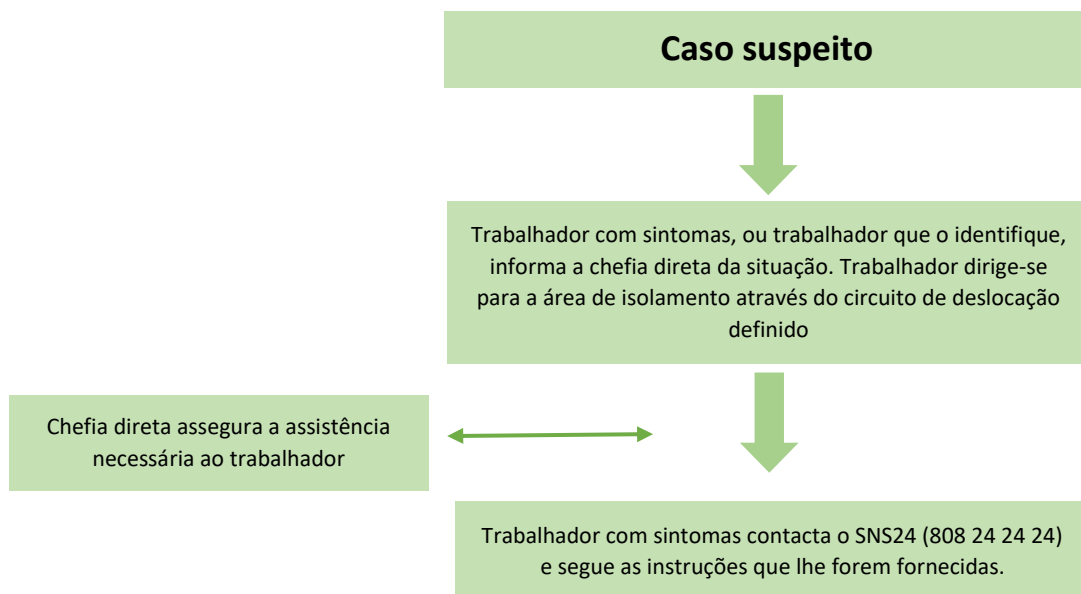 Caso suspeito
Trabalhador com sintomas, ou trabalhador que o identifique,
informa a chefia direta da situação. Trabalhador dirige-se
para a área de isolamento através do circuito de deslocação
definido
Chefia direta assegura a assistência
necessária ao trabalhador
Trabalhador com sintomas contacta o SNS24 (808 24 24 24)
e segue as instruções que lhe forem fornecidas.